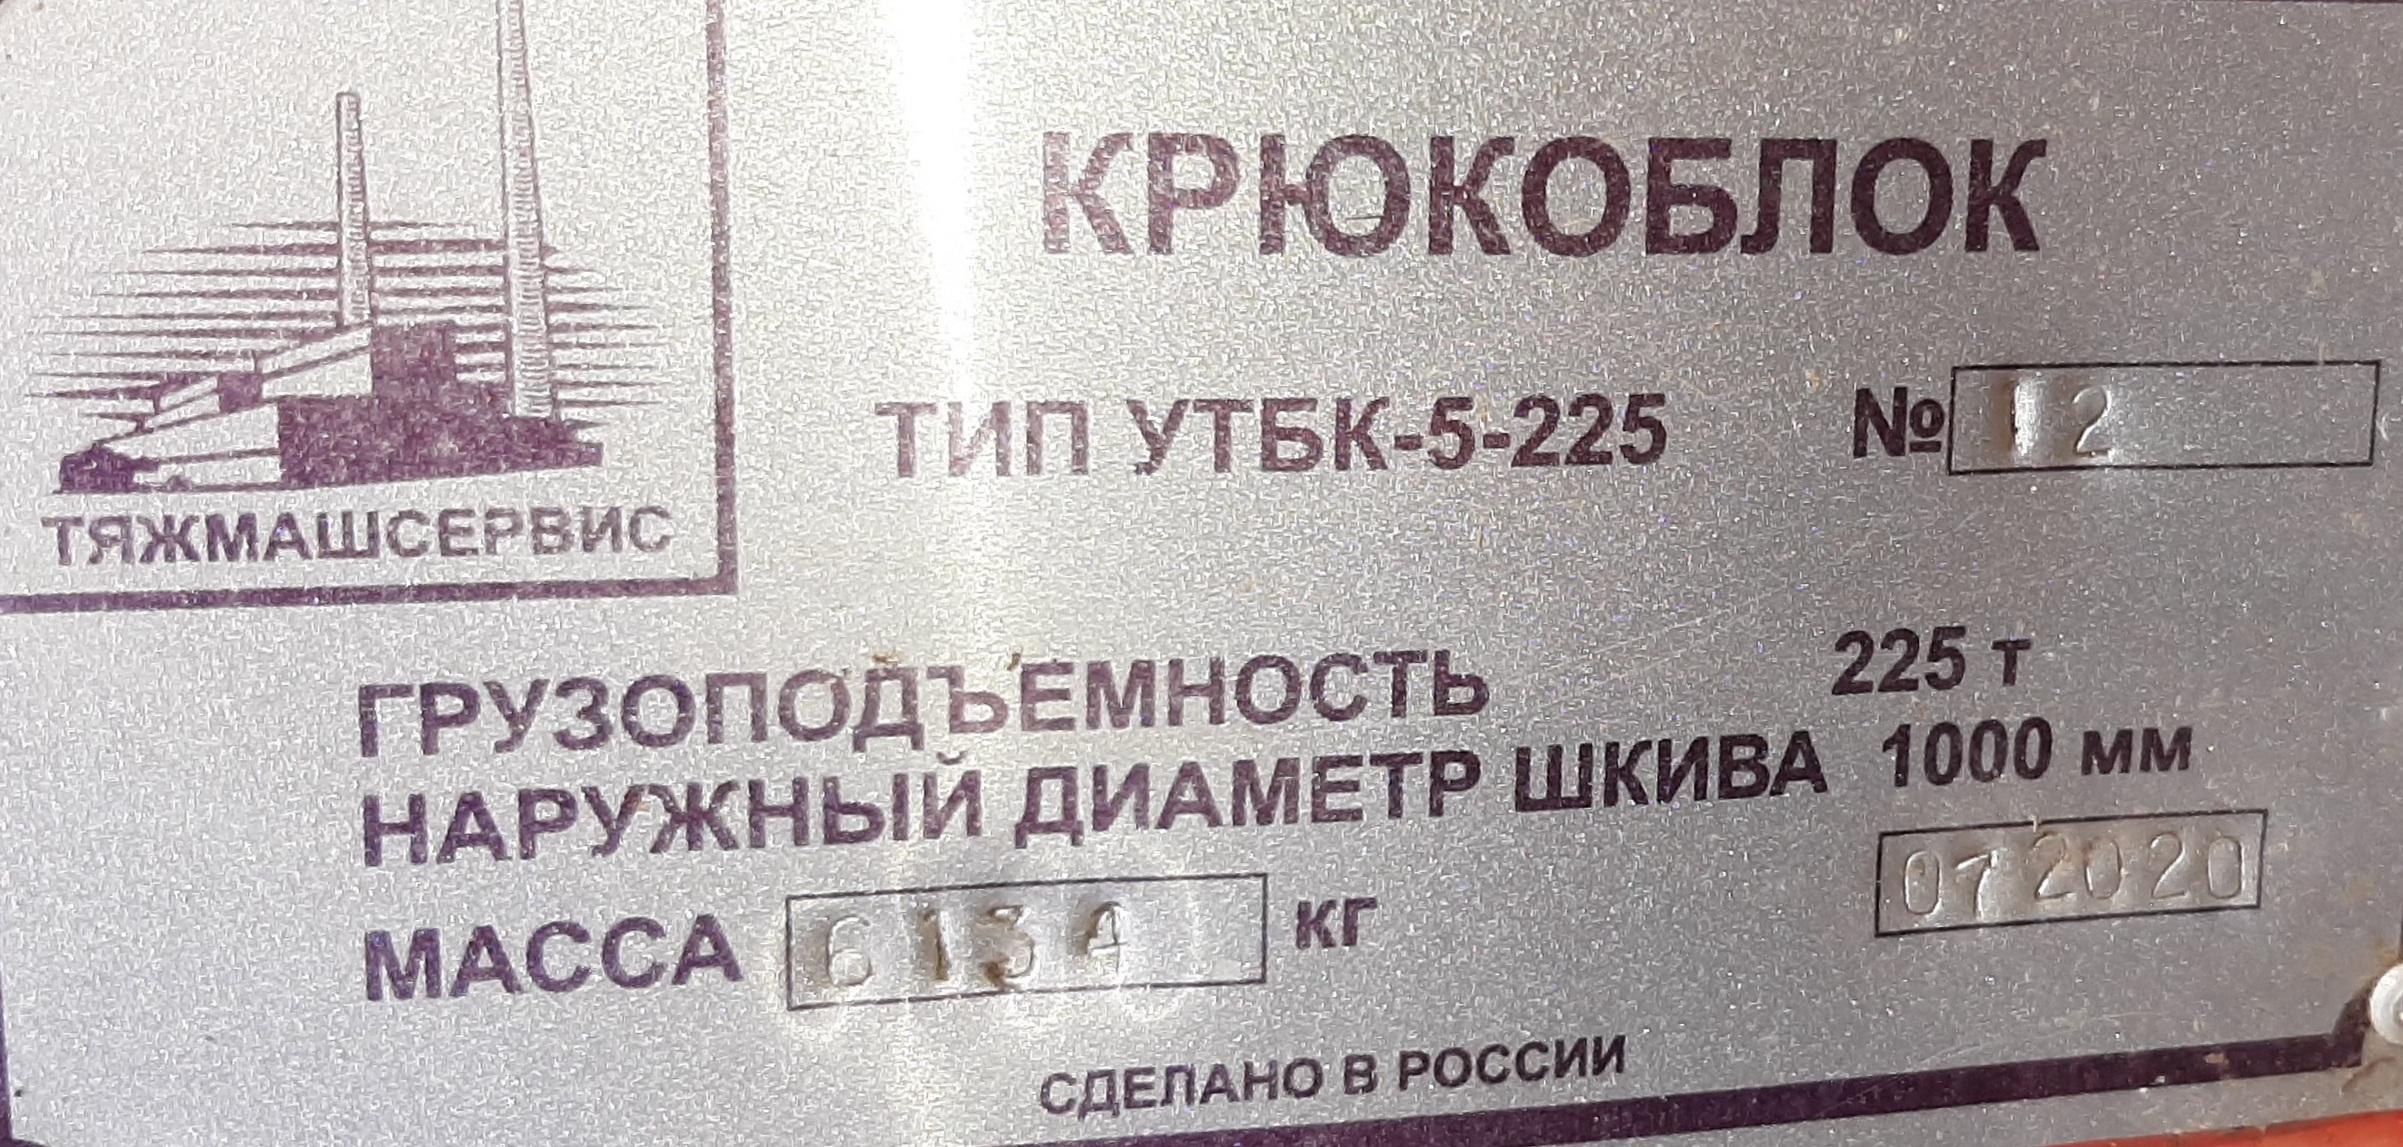 КРЮКОБЛОК
ТИП УТБК-5-225 № 12
ТЯЖМАШСЕРВИС
ГРУЗОПОДЪЕМНОСТЬ 225 т
НАРУЖНЫЙ ДИАМЕТР ШКИВА 1000 мм
МАССА 6134 кг 07 2020
СДЕЛАНО В РОССИИ